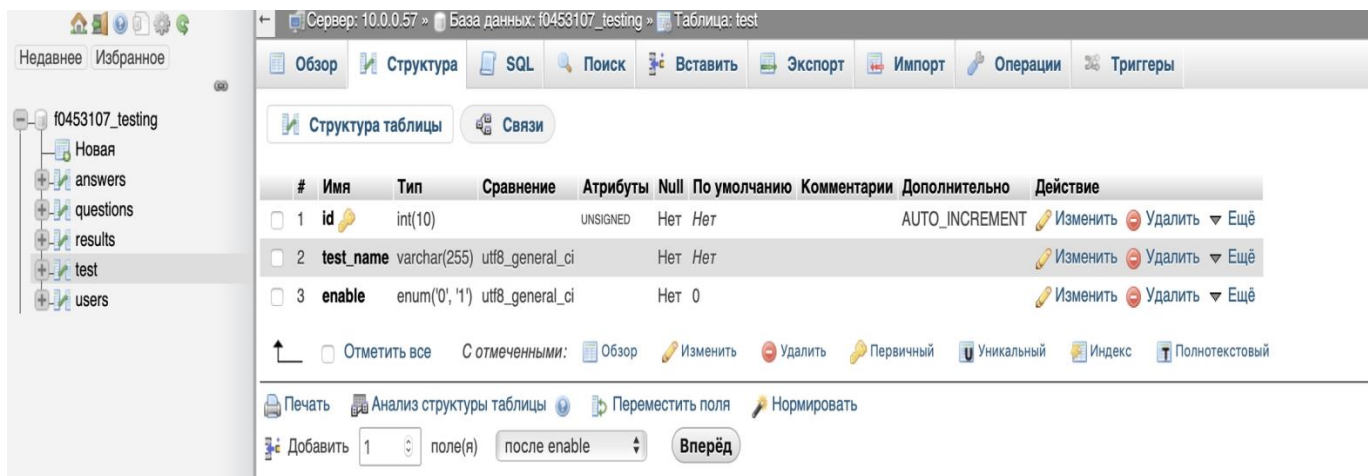 Недавнее Избранное
f0453107_testing
Новая
answers
questions
results
test
users
← Сервер: 10.0.0.57 » База данных: f0453107_testing » Таблица: test
Обзор Структура SQL Поиск Вставить Экспорт Импорт Операции Триггеры
Структура таблицы Связи
# Имя Тип Сравнение Атрибуты Null По умолчанию Комментарии Дополнительно Действие
1 id int(10) UNSIGNED Нет Нет AUTO_INCREMENT Изменить Удалить Ещё
2 test_name varchar(255) utf8_general_ci Нет Нет Изменить Удалить Ещё
3 enable enum('0', '1') utf8_general_ci Нет 0 Изменить Удалить Ещё
Отметить все С отмеченными: Обзор Изменить Удалить Первичный Уникальный Индекс Полнотекстовый
Печать Анализ структуры таблицы Переместить поля Нормировать
Добавить 1 поле(я) после enable Вперёд